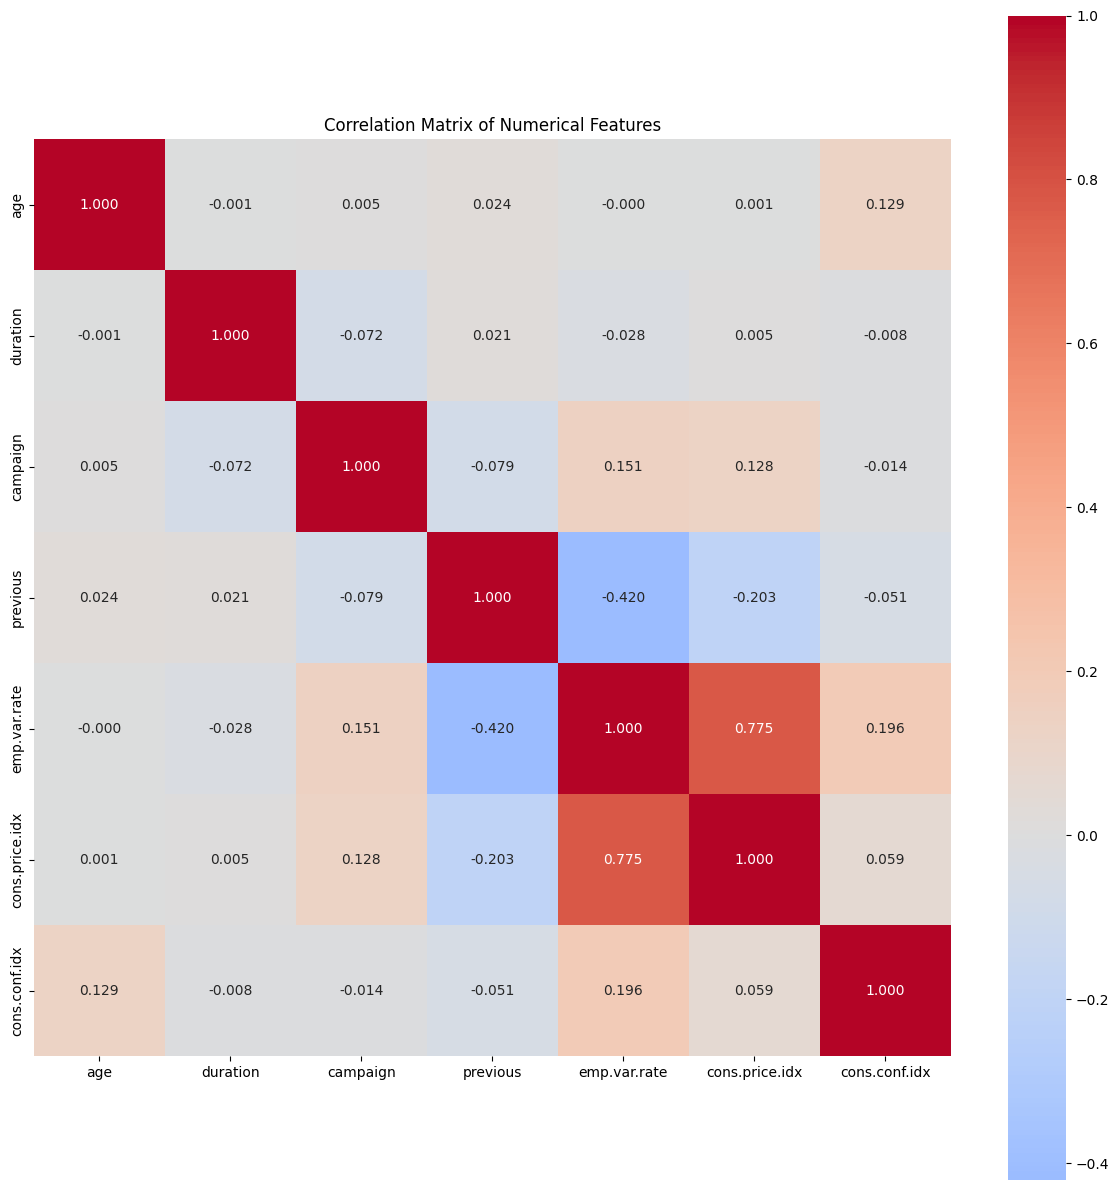 Correlation Matrix of Numerical Features
age 1.000 -0.001 0.005 0.024 -0.000 0.001 0.129
duration -0.001 1.000 -0.072 0.021 -0.028 0.005 -0.008
campaign 0.005 -0.072 1.000 -0.079 0.151 0.128 -0.014
previous 0.024 0.021 -0.079 1.000 -0.420 -0.203 -0.051
emp.var.rate -0.000 -0.028 0.151 -0.420 1.000 0.775 0.196
cons.price.idx 0.001 0.005 0.128 -0.203 0.775 1.000 0.059
cons.conf.idx 0.129 -0.008 -0.014 -0.051 0.196 0.059 1.000
age duration campaign previous emp.var.rate cons.price.idx cons.conf.idx
1.0
0.8
0.6
0.4
0.2
0.0
−0.2
−0.4